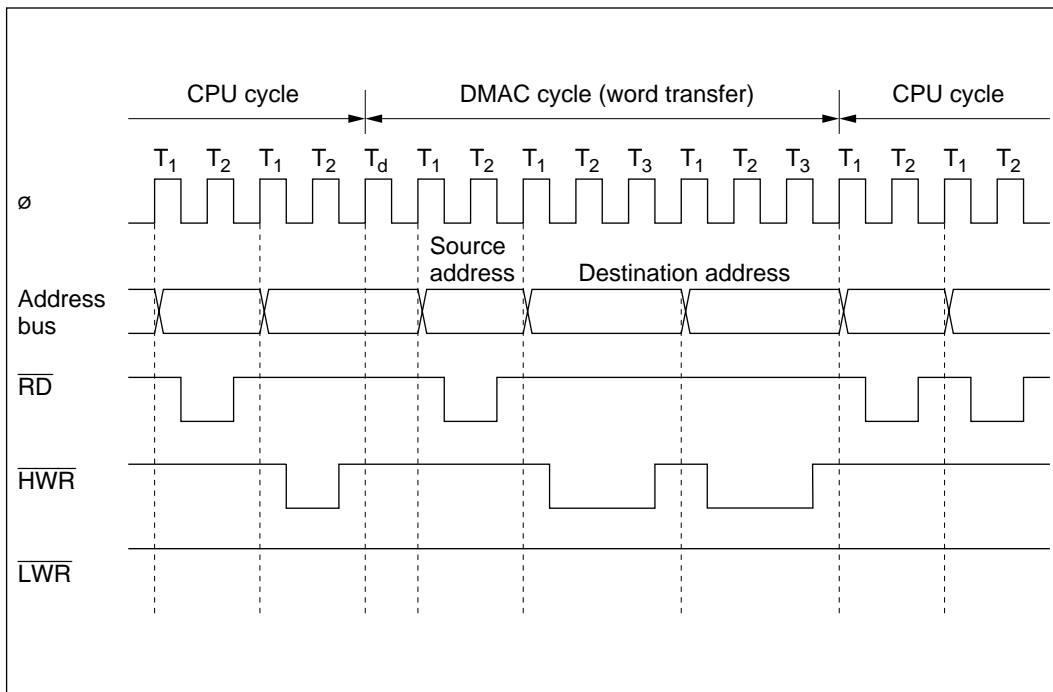 CPU cycle DMAC cycle (word transfer) CPU cycle
T1 T2 T1 T2 Td T1 T2 T1 T2 T3 T1 T2 T3 T1 T2 T1 T2
ø
Source
address Destination address
Address
bus
RD
HWR
LWR